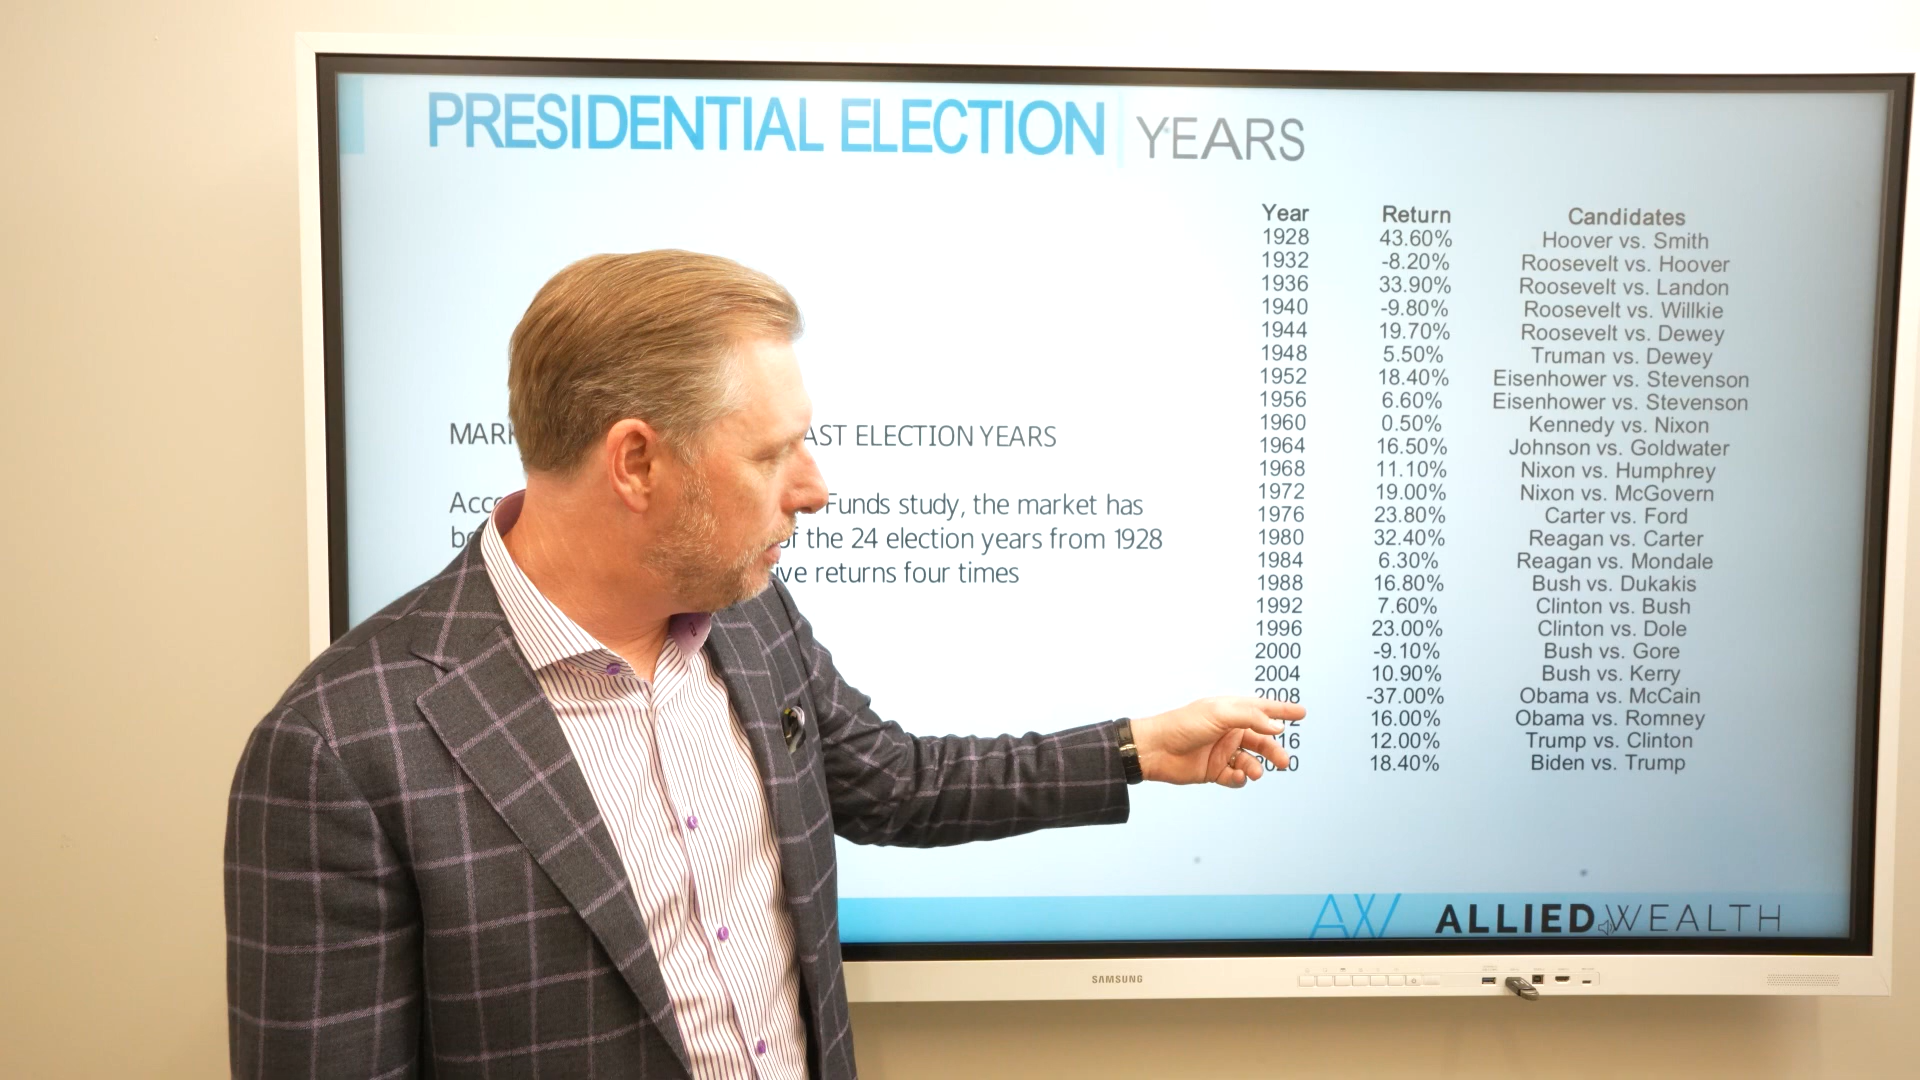 PRESIDENTIAL ELECTION YEARS
AST ELECTION YEARS
Funds study, the market has
of the 24 election years from 1928
ive returns four times
Year Return Candidates
1928 43.60% Hoover vs. Smith
1932 -8.20% Roosevelt vs. Hoover
1936 33.90% Roosevelt vs. Landon
1940 -9.80% Roosevelt vs. Willkie
1944 19.70% Roosevelt vs. Dewey
1948 5.50% Truman vs. Dewey
1952 18.40% Eisenhower vs. Stevenson
1956 6.60% Eisenhower vs. Stevenson
1960 0.50% Kennedy vs. Nixon
1964 16.50% Johnson vs. Goldwater
1968 11.10% Nixon vs. Humphrey
1972 19.00% Nixon vs. McGovern
1976 23.80% Carter vs. Ford
1980 32.40% Reagan vs. Carter
1984 6.30% Reagan vs. Mondale
1988 16.80% Bush vs. Dukakis
1992 7.60% Clinton vs. Bush
1996 23.00% Clinton vs. Dole
2000 -9.10% Bush vs. Gore
2004 10.90% Bush vs. Kerry
2008 -37.00% Obama vs. McCain
16.00% Obama vs. Romney
16 12.00% Trump vs. Clinton
2020 18.40% Biden vs. Trump
AW ALLIED WEALTH
SAMSUNG